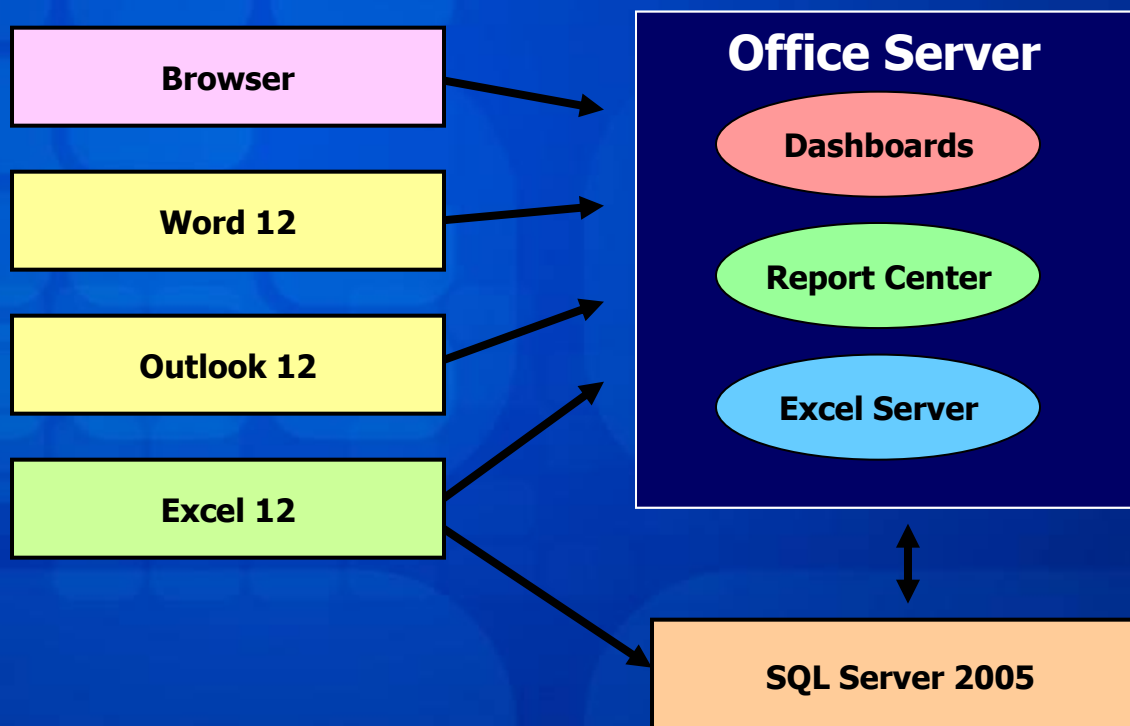 Browser
Word 12
Outlook 12
Excel 12
Office Server
Dashboards
Report Center
Excel Server
SQL Server 2005